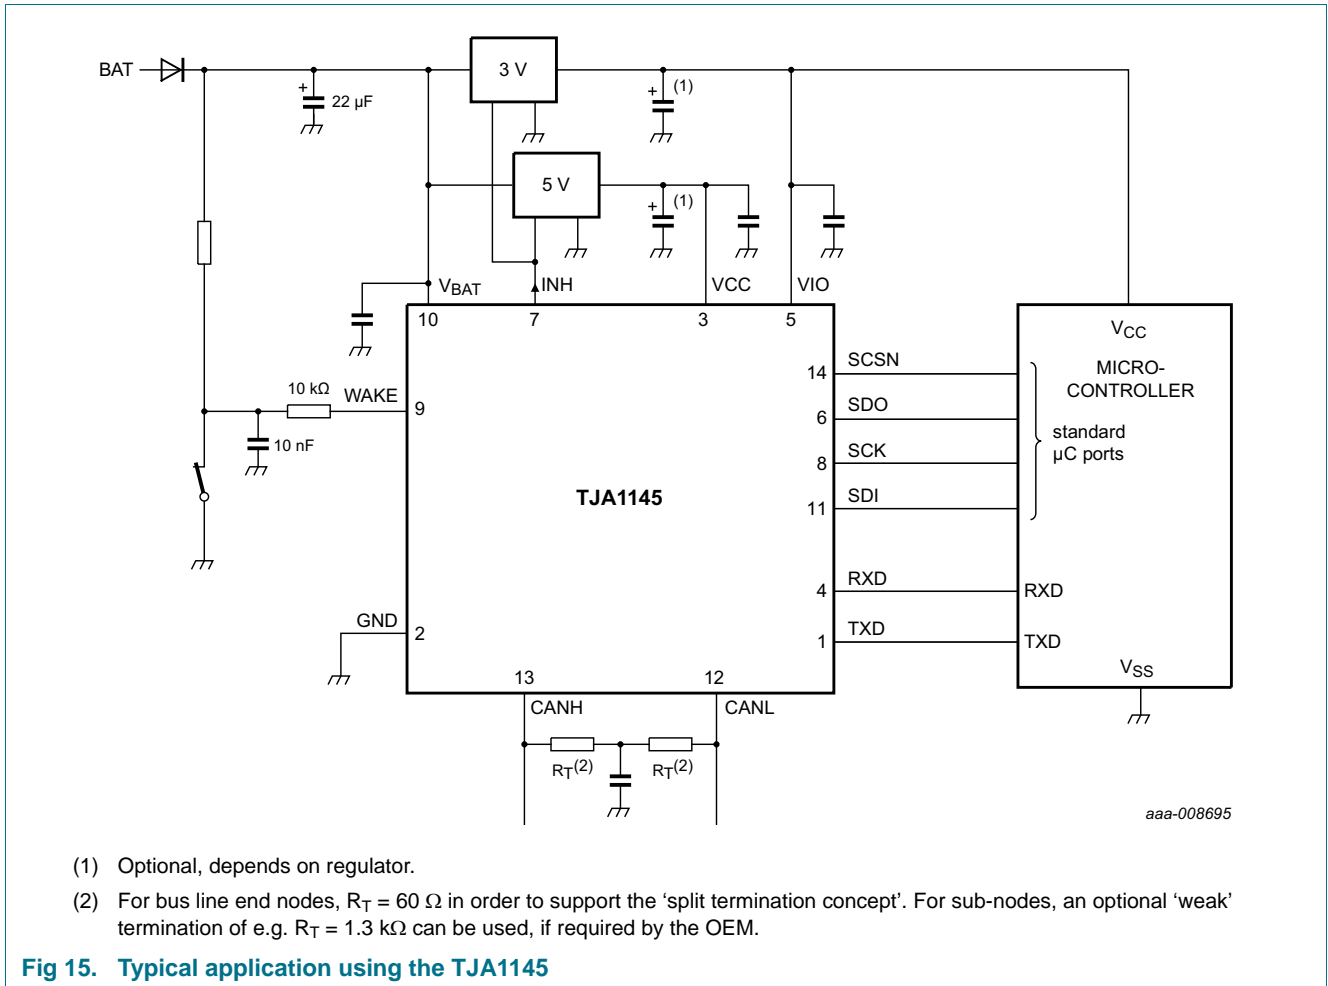 BAT
3 V
+
22 µF
+
(1)
5 V
+
(1)
VBAT
INH
VCC
VIO
10
7
3
5
VCC
MICRO-
CONTROLLER
14
SCSN
6
SDO
standard
µC ports
8
SCK
11
SDI
10 kΩ
WAKE
9
10 nF
TJA1145
4
RXD
RXD
1
TXD
TXD
GND
2
VSS
13
12
CANH
CANL
RT(2)
RT(2)
aaa-008695
(1) Optional, depends on regulator.
(2) For bus line end nodes, RT = 60 Ω in order to support the ‘split termination concept’. For sub-nodes, an optional ‘weak’
termination of e.g. RT = 1.3 kΩ can be used, if required by the OEM.
Fig 15. Typical application using the TJA1145